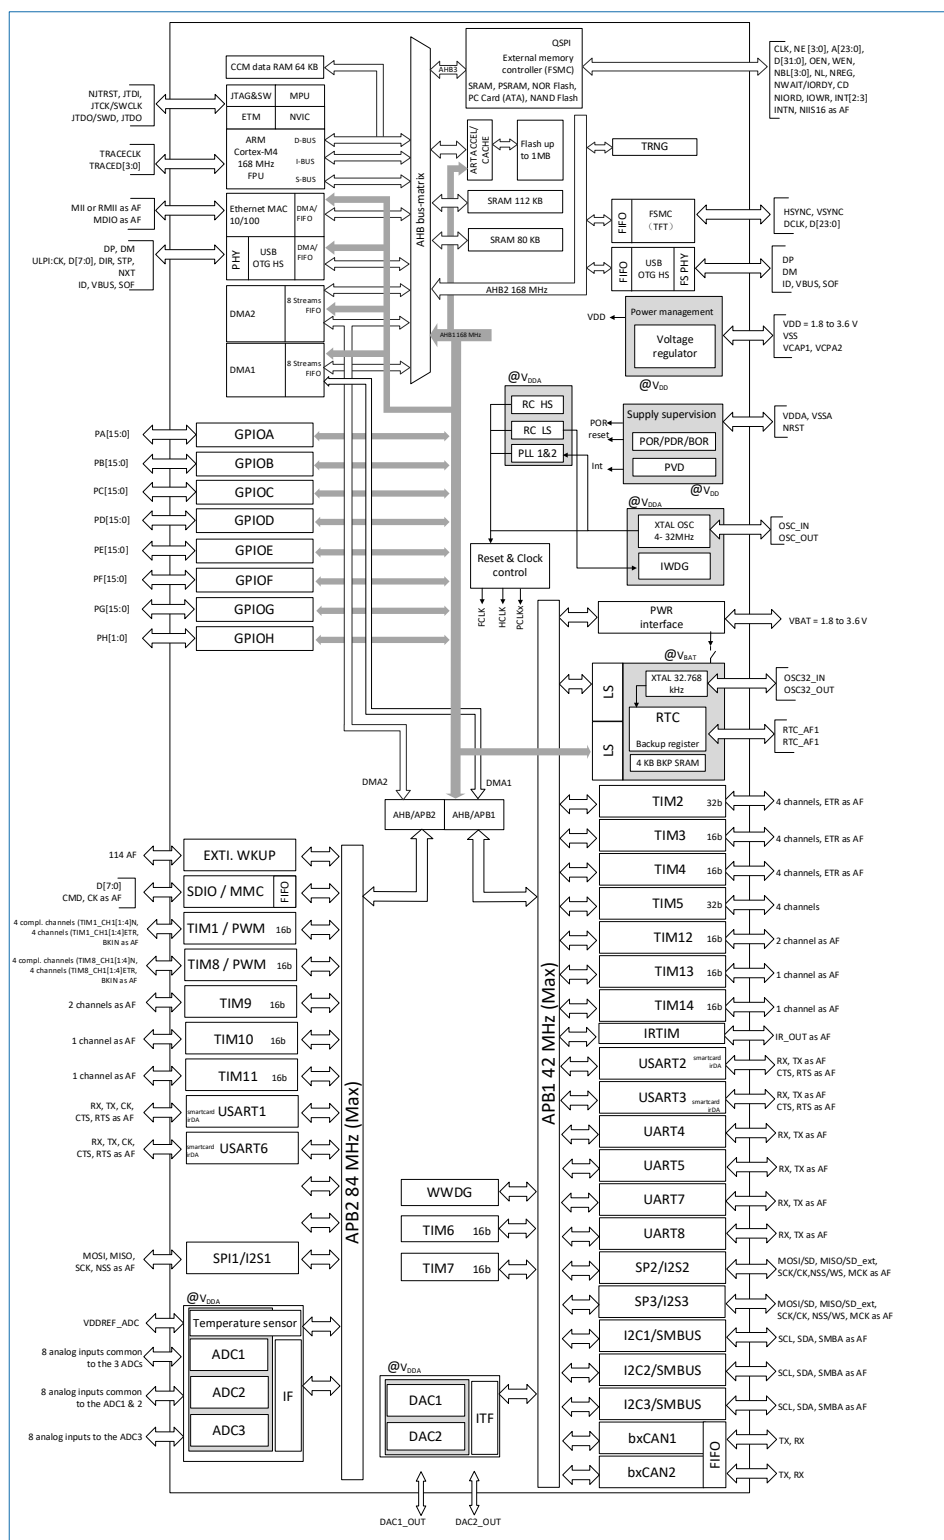 QSPI
External memory
controller (FSMC)
SRAM, PSRAM, NOR Flash,
PC Card (ATA), NAND Flash
CLK, NE [3:0], A[23:0],
D[31:0], OEN, WEN,
NBL[3:0], NL, NREG,
NWAIT/IORDY, CD
NIORD, IOWR, INT[2:3]
INTN, NIIS16 as AF
CCM data RAM 64 KB
AHB3
NJTRST, JTDI,
JTCK/SWCLK
JTDO/SWD, JTDO
JTAG&SW
MPU
ETM
NVIC
TRACECLK
TRACED[3:0]
ARM
Cortex-M4
168 MHz
FPU
D-BUS
I-BUS
S-BUS
AHB bus-matrix
ART ACCEL/
CACHE
Flash up
to 1MB
TRNG
MII or RMII as AF
MDIO as AF
Ethernet MAC
10/100
DMA/
FIFO
SRAM 112 KB
FIFO
FSMC
(TFT)
HSYNC, VSYNC
DCLK, D[23:0]
DP, DM
ULPI:CK, D[7:0], DIR, STP,
NXT
ID, VBUS, SOF
PHY
USB
OTG HS
DMA/
FIFO
SRAM 80 KB
FIFO
USB
OTG HS
FS PHY
DP
DM
ID, VBUS, SOF
AHB2 168 MHz
DMA2
8 Streams
FIFO
AHB1 168 MHz
DMA1
8 Streams
FIFO
VDD
Power management
Voltage
regulator
@VDD
VDD = 1.8 to 3.6 V
VSS
VCAP1, VCPA2
@VDDA
RC HS
RC LS
PLL 1&2
POR
reset
Int
Supply supervision
POR/PDR/BOR
PVD
@VDD
VDDA, VSSA
NRST
@VDDA
XTAL OSC
4- 32MHz
IWDG
OSC_IN
OSC_OUT
Reset & Clock
control
FCLK
HCLK
PCLKx
PA[15:0]
GPIOA
PB[15:0]
GPIOB
PC[15:0]
GPIOC
PD[15:0]
GPIOD
PE[15:0]
GPIOE
PF[15:0]
GPIOF
PG[15:0]
GPIOG
PH[1:0]
GPIOH
PWR
interface
VBAT = 1.8 to 3.6 V
@VBAT
LS
LS
XTAL 32.768
kHz
RTC
Backup register
4 KB BKP SRAM
OSC32_IN
OSC32_OUT
RTC_AF1
RTC_AF1
DMA2
DMA1
AHB/APB2
AHB/APB1
APB2 84 MHz (Max)
APB1 42 MHz (Max)
114 AF
EXTI. WKUP
D[7:0]
CMD, CK as AF
SDIO / MMC
FIFO
4 compl. channels (TIM1_CH1[1:4]N,
4 channels (TIM1_CH1[1:4]ETR,
BKIN as AF
TIM1 / PWM 16b
4 compl. channels (TIM8_CH1[1:4]N,
4 channels (TIM8_CH1[1:4]ETR,
BKIN as AF
TIM8 / PWM 16b
2 channels as AF
TIM9 16b
1 channel as AF
TIM10 16b
1 channel as AF
TIM11 16b
RX, TX, CK,
CTS, RTS as AF
smartcard
irDA
USART1
RX, TX, CK,
CTS, RTS as AF
smartcard
irDA
USART6
MOSI, MISO,
SCK, NSS as AF
SPI1/I2S1
@VDDA
VDDREF_ADC
Temperature sensor
8 analog inputs common
to the 3 ADCs
ADC1
8 analog inputs common
to the ADC1 & 2
ADC2
8 analog inputs to the ADC3
ADC3
IF
WWDG
TIM6 16b
TIM7 16b
@VDDA
DAC1
DAC2
ITF
DAC1_OUT
DAC2_OUT
TIM2 32b
4 channels, ETR as AF
TIM3 16b
4 channels, ETR as AF
TIM4 16b
4 channels, ETR as AF
TIM5 32b
4 channels
TIM12 16b
2 channel as AF
TIM13 16b
1 channel as AF
TIM14 16b
1 channel as AF
IRTIM
IR_OUT as AF
USART2 smartcard
irDA
RX, TX as AF
CTS, RTS as AF
USART3 smartcard
irDA
RX, TX as AF
CTS, RTS as AF
UART4
RX, TX as AF
UART5
RX, TX as AF
UART7
RX, TX as AF
UART8
RX, TX as AF
SP2/I2S2
MOSI/SD, MISO/SD_ext,
SCK/CK,NSS/WS, MCK as AF
SP3/I2S3
MOSI/SD, MISO/SD_ext,
SCK/CK, NSS/WS, MCK as AF
I2C1/SMBUS
SCL, SDA, SMBA as AF
I2C2/SMBUS
SCL, SDA, SMBA as AF
I2C3/SMBUS
SCL, SDA, SMBA as AF
bxCAN1
TX, RX
bxCAN2
TX, RX
FIFO